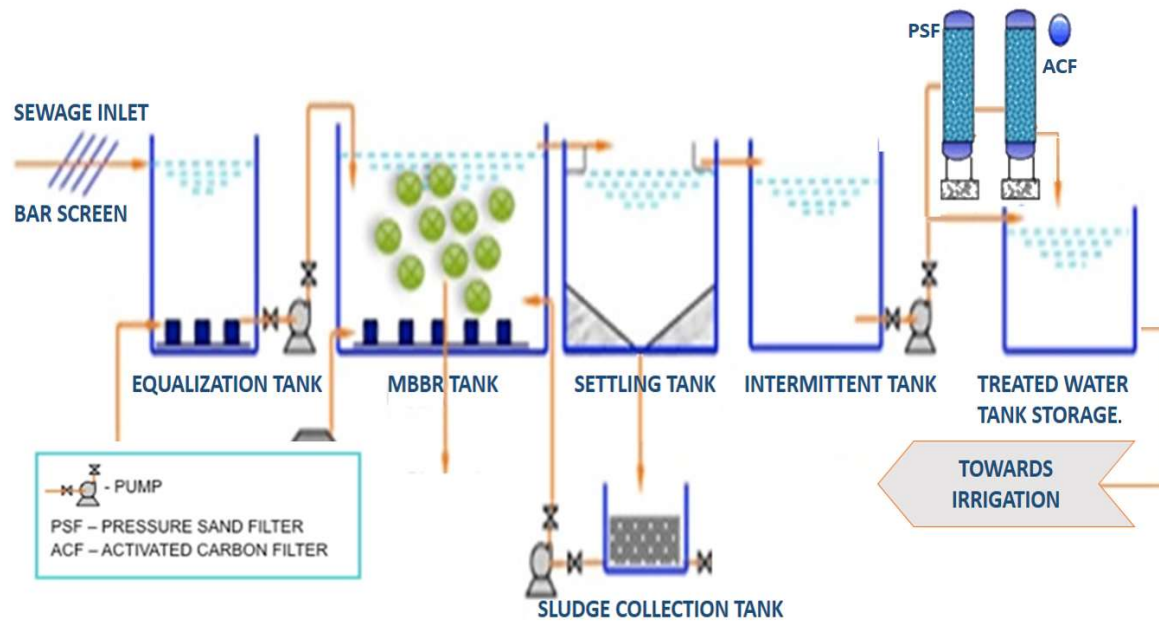 PSF
ACF
SEWAGE INLET
BAR SCREEN
EQUALIZATION TANK
MBBR TANK
SETTLING TANK
INTERMITTENT TANK
TREATED WATER
TANK STORAGE.
TOWARDS
IRRIGATION
- PUMP
PSF – PRESSURE SAND FILTER
ACF – ACTIVATED CARBON FILTER
SLUDGE COLLECTION TANK